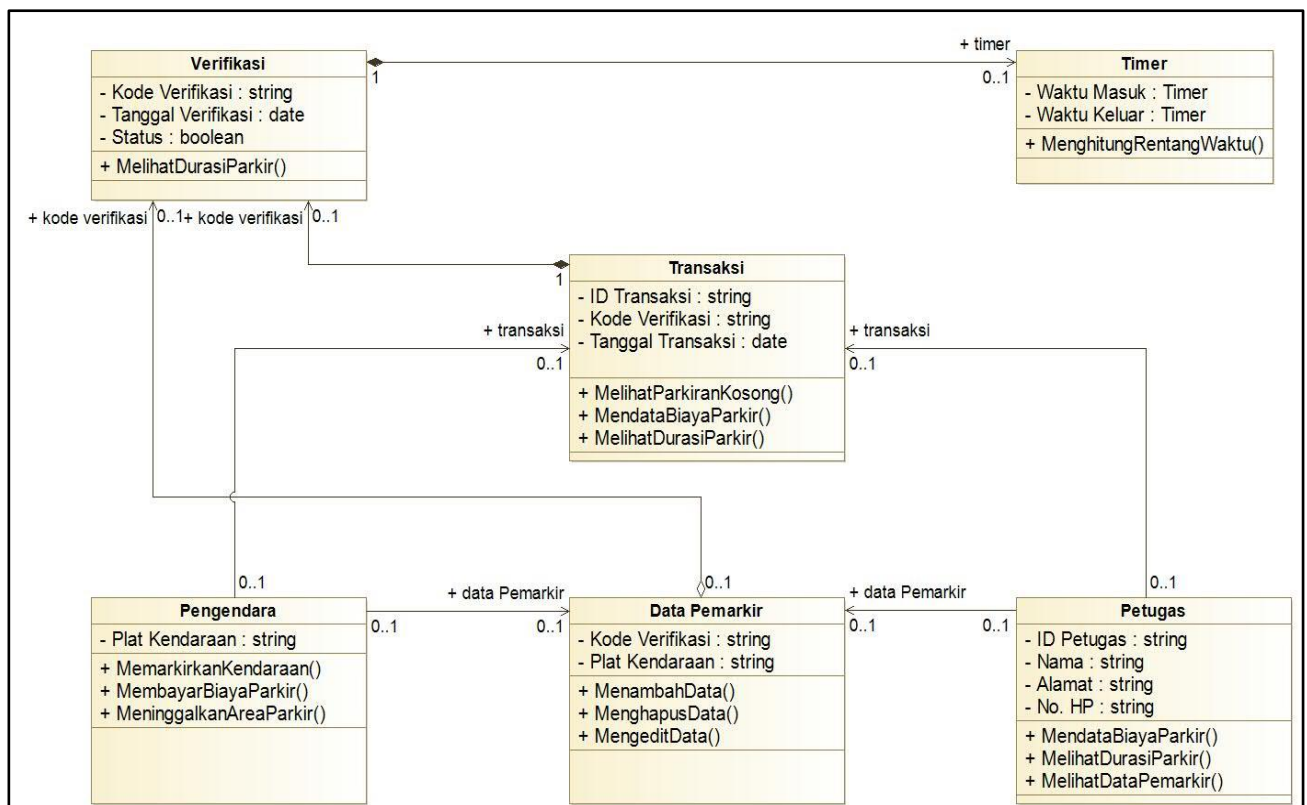 Verifikasi
- Kode Verifikasi : string
- Tanggal Verifikasi : date
- Status : boolean
+ MelihatDurasiParkir()
1
+ timer
0..1
Timer
- Waktu Masuk : Timer
- Waktu Keluar : Timer
+ MenghitungRentangWaktu()
+ kode verifikasi
0..1
+ kode verifikasi
0..1
1
Transaksi
- ID Transaksi : string
- Kode Verifikasi : string
- Tanggal Transaksi : date
+ MelihatParkiranKosong()
+ MendataBiayaParkir()
+ MelihatDurasiParkir()
+ transaksi
0..1
+ transaksi
0..1
0..1
Pengendara
- Plat Kendaraan : string
+ MemarkirkanKendaraan()
+ MembayarBiayaParkir()
+ MeninggalkanAreaParkir()
0..1
+ data Pemarkir
0..1
0..1
Data Pemarkir
- Kode Verifikasi : string
- Plat Kendaraan : string
+ MenambahData()
+ MenghapusData()
+ MengeditData()
+ data Pemarkir
0..1
0..1
0..1
Petugas
- ID Petugas : string
- Nama : string
- Alamat : string
- No. HP : string
+ MendataBiayaParkir()
+ MelihatDurasiParkir()
+ MelihatDataPemarkir()